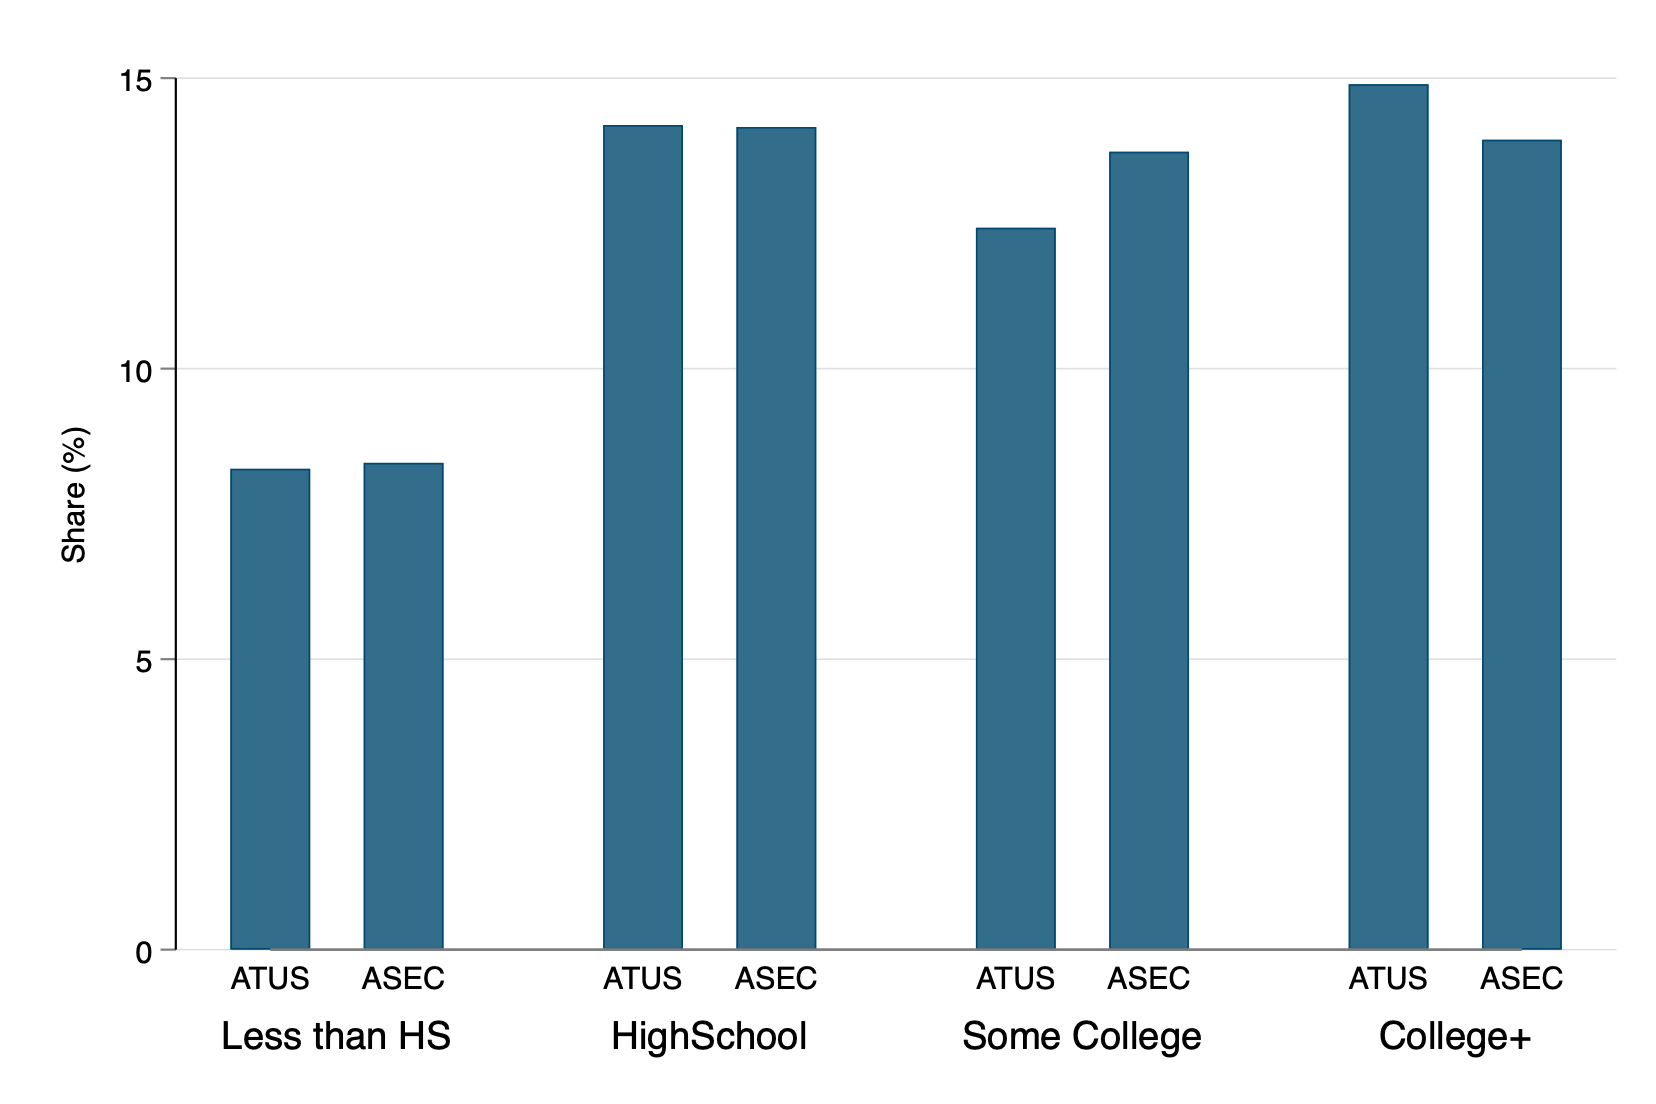 15
10
5
0
Share (%)
ATUS ASEC ATUS ASEC ATUS ASEC ATUS ASEC
Less than HS HighSchool Some College College+